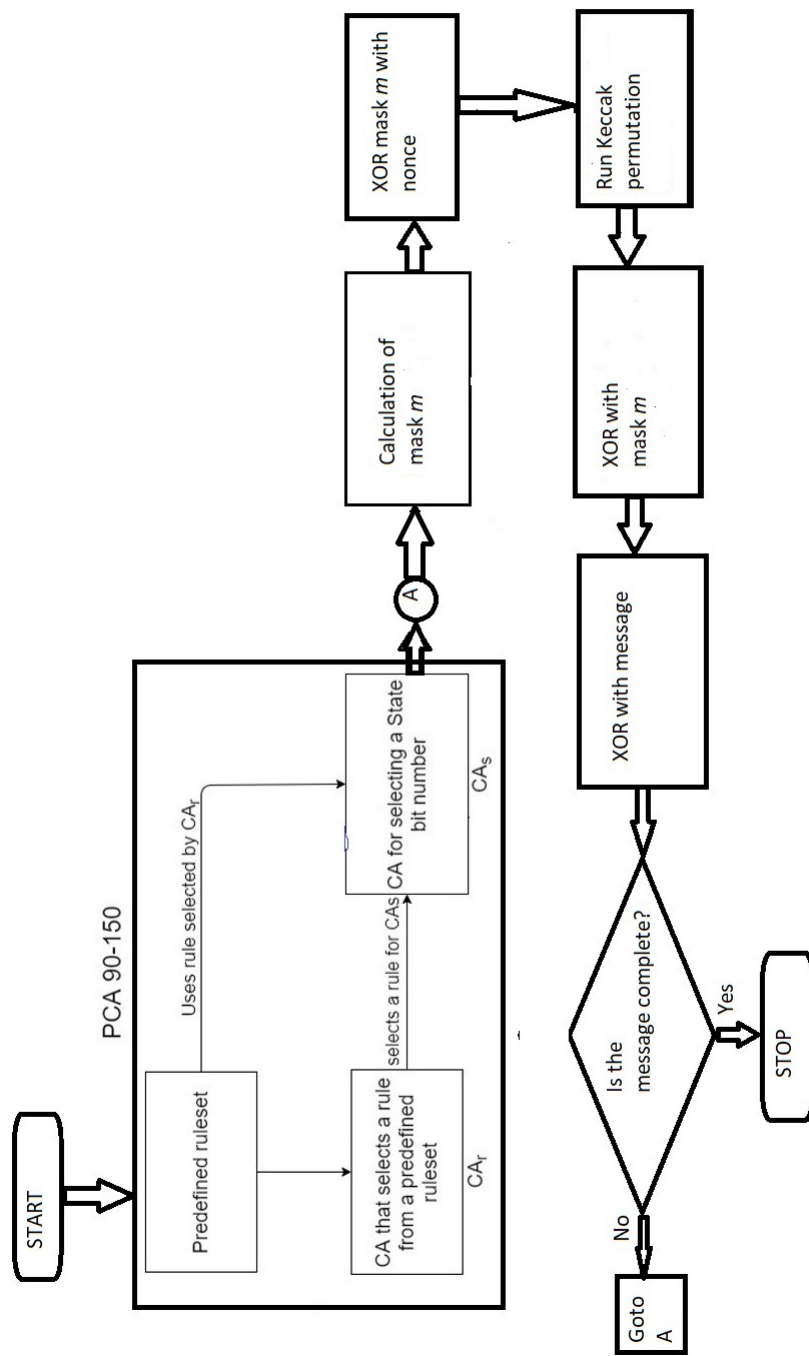 START
PCA 90-150
Predefined ruleset
Uses rule selected by CAr
CA that selects a rule
from a predefined
ruleset
CAr
selects a rule for CAs
CA for selecting a State
bit number
CAs
A
Calculation of
mask m
XOR mask m with
nonce
Run Keccak
permutation
XOR with
mask m
XOR with message
Is the
message complete?
Yes
STOP
No
Goto
A